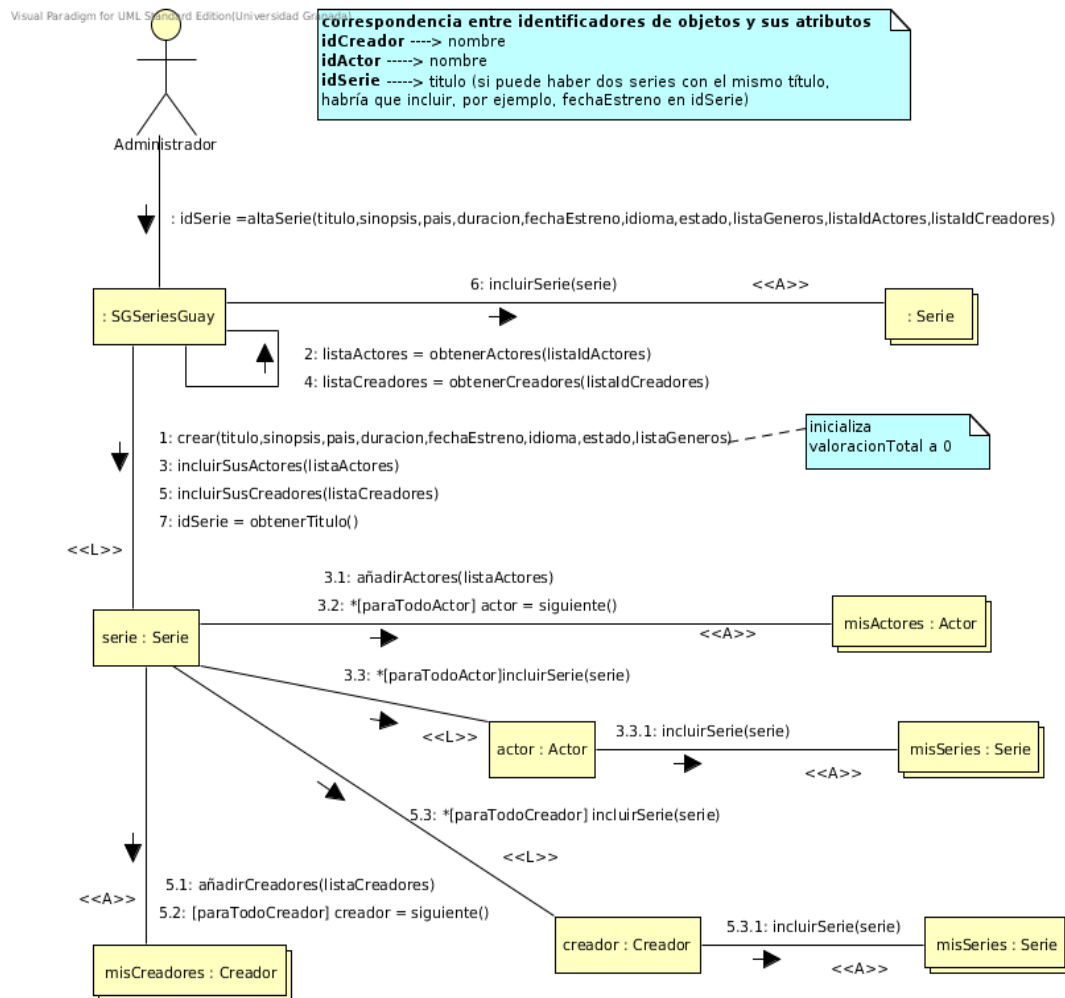 Visual Paradigm for UML Standard Edition(Universidad Granada)
correspondencia entre identificadores de objetos y sus atributos
idCreador ----> nombre
idActor -----> nombre
idSerie -----> titulo (si puede haber dos series con el mismo título,
habría que incluir, por ejemplo, fechaEstreno en idSerie)
Administrador
: idSerie =altaSerie(titulo,sinopsis,pais,duracion,fechaEstreno,idioma,estado,listaGeneros,listaIdActores,listaIdCreadores)
6: incluirSerie(serie)
<<A>>
: SGSeriesGuay
: Serie
2: listaActores = obtenerActores(listaIdActores)
4: listaCreadores = obtenerCreadores(listaIdCreadores)
1: crear(titulo,sinopsis,pais,duracion,fechaEstreno,idioma,estado,listaGeneros)
inicializa
valoracionTotal a 0
3: incluirSusActores(listaActores)
5: incluirSusCreadores(listaCreadores)
7: idSerie = obtenerTitulo()
<<L>>
3.1: añadirActores(listaActores)
3.2: *[paraTodoActor] actor = siguiente()
<<A>>
serie : Serie
misActores : Actor
3.3: *[paraTodoActor]incluirSerie(serie)
<<L>>
actor : Actor
3.3.1: incluirSerie(serie)
<<A>>
misSeries : Serie
5.3: *[paraTodoCreador] incluirSerie(serie)
<<L>>
<<A>>
5.1: añadirCreadores(listaCreadores)
5.2: [paraTodoCreador] creador = siguiente()
misCreadores : Creador
creador : Creador
5.3.1: incluirSerie(serie)
<<A>>
misSeries : Serie